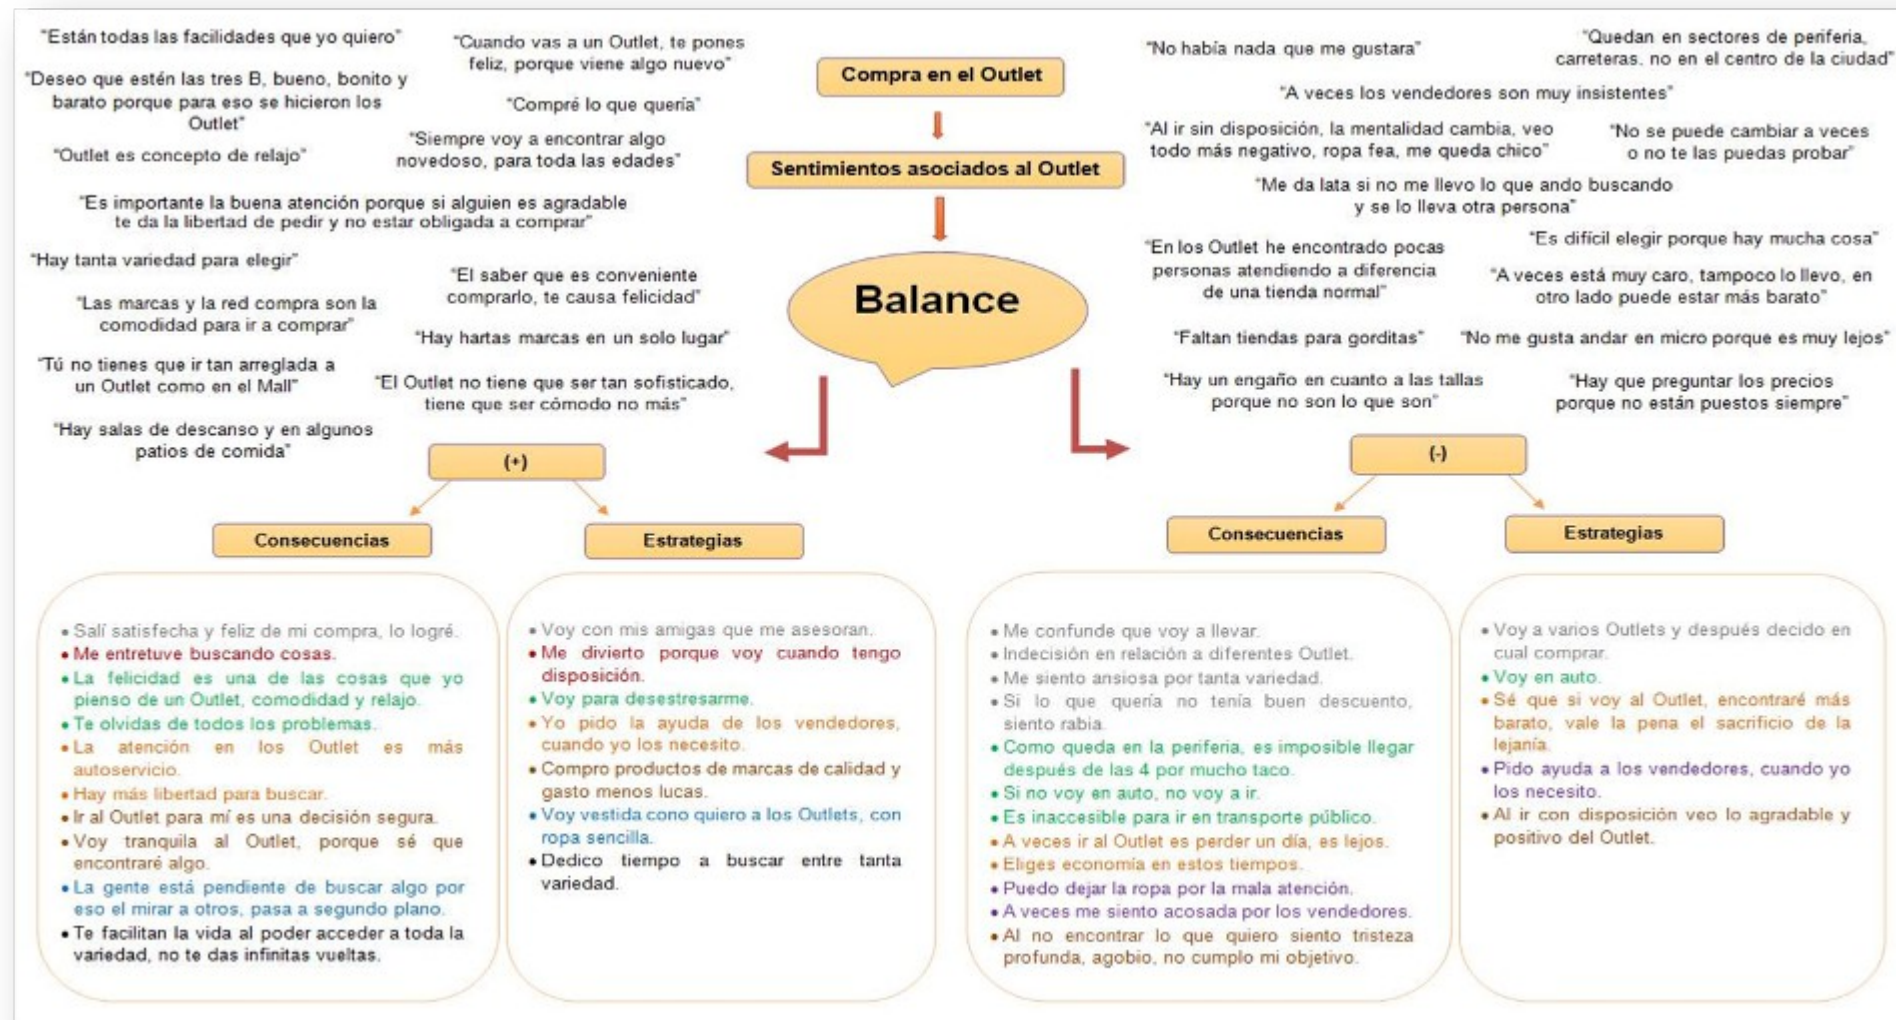 "Están todas las facilidades que yo quiero"
"Deseo que estén las tres B, bueno, bonito y
barato porque para eso se hicieron los
Outlet"
"Outlet es concepto de relajo"
"Cuando vas a un Outlet, te pones
feliz, porque viene algo nuevo"
"Compré lo que quería"
"Siempre voy a encontrar algo
novedoso, para toda las edades"
"Es importante la buena atención porque si alguien es agradable
te da la libertad de pedir y no estar obligada a comprar"
"Hay tanta variedad para elegir"
"El saber que es conveniente
comprarlo, te causa felicidad"
"Las marcas y la red compra son la
comodidad para ir a comprar"
"Hay hartas marcas en un solo lugar"
"Tú no tienes que ir tan arreglada a
un Outlet como en el Mall"
"El Outlet no tiene que ser tan sofisticado,
tiene que ser cómodo no más"
"Hay salas de descanso y en algunos
patios de comida"
Compra en el Outlet
Sentimientos asociados al Outlet
Balance
"No había nada que me gustara"
"Quedan en sectores de periferia,
carreteras. no en el centro de la ciudad"
"A veces los vendedores son muy insistentes"
"Al ir sin disposición, la mentalidad cambia, veo
todo más negativo, ropa fea, me queda chico"
"No se puede cambiar a veces
o no te las puedas probar"
"Me da lata si no me llevo lo que ando buscando
y se lo lleva otra persona"
"En los Outlet he encontrado pocas
personas atendiendo a diferencia
de una tienda normal"
"Es difícil elegir porque hay mucha cosa"
"A veces está muy caro, tampoco lo llevo, en
otro lado puede estar más barato"
"Faltan tiendas para gorditas"
"No me gusta andar en micro porque es muy lejos"
"Hay un engaño en cuanto a las tallas
porque no son lo que son"
"Hay que preguntar los precios
porque no están puestos siempre"
(+)
Consecuencias
Estrategias
• Salí satisfecha y feliz de mi compra, lo logré.
• Me entretuve buscando cosas.
• La felicidad es una de las cosas que yo
pienso de un Outlet, comodidad y relajo.
• Te olvidas de todos los problemas.
• La atención en los Outlet es más
autoservicio.
• Hay más libertad para buscar.
• Ir al Outlet para mí es una decisión segura.
• Voy tranquila al Outlet, porque sé que
encontraré algo.
• La gente está pendiente de buscar algo por
eso el mirar a otros, pasa a segundo plano.
• Te facilitan la vida al poder acceder a toda la
variedad, no te das infinitas vueltas.
• Voy con mis amigas que me asesoran.
• Me divierto porque voy cuando tengo
disposición.
• Voy para desestresarme.
• Yo pido la ayuda de los vendedores,
cuando yo los necesito.
• Compro productos de marcas de calidad y
gasto menos lucas.
• Voy vestida cono quiero a los Outlets, con
ropa sencilla.
• Dedico tiempo a buscar entre tanta
variedad.
(-)
Consecuencias
Estrategias
• Me confunde que voy a llevar.
• Indecisión en relación a diferentes Outlet.
• Me siento ansiosa por tanta variedad.
• Si lo que quería no tenía buen descuento,
siento rabia.
• Como queda en la periferia, es imposible llegar
después de las 4 por mucho taco.
• Si no voy en auto, no voy a ir.
• Es inaccesible para ir en transporte público.
• A veces ir al Outlet es perder un día, es lejos.
• Eliges economía en estos tiempos.
• Puedo dejar la ropa por la mala atención.
• A veces me siento acosada por los vendedores.
• Al no encontrar lo que quiero siento tristeza
profunda, agobio, no cumplo mi objetivo.
• Voy a varios Outlets y después decido en
cual comprar.
• Voy en auto.
• Sé que si voy al Outlet, encontraré más
barato, vale la pena el sacrificio de la
lejanía.
• Pido ayuda a los vendedores, cuando yo
los necesito.
• Al ir con disposición veo lo agradable y
positivo del Outlet.